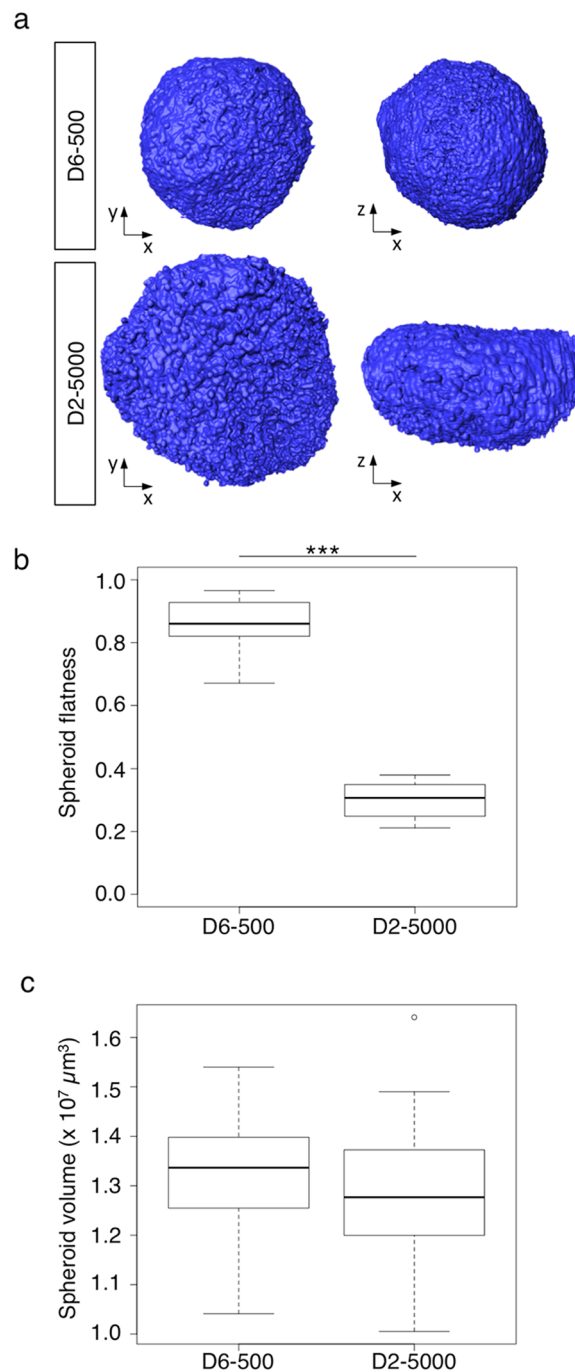 a
D6-500
y
x
z
x
D2-5000
y
x
z
x
b
***
Spheroid flatness
1.0
0.8
0.6
0.4
0.2
0.0
D6-500
D2-5000
c
Spheroid volume (x 10⁷ µm³)
1.6
1.5
1.4
1.3
1.2
1.1
1.0
D6-500
D2-5000